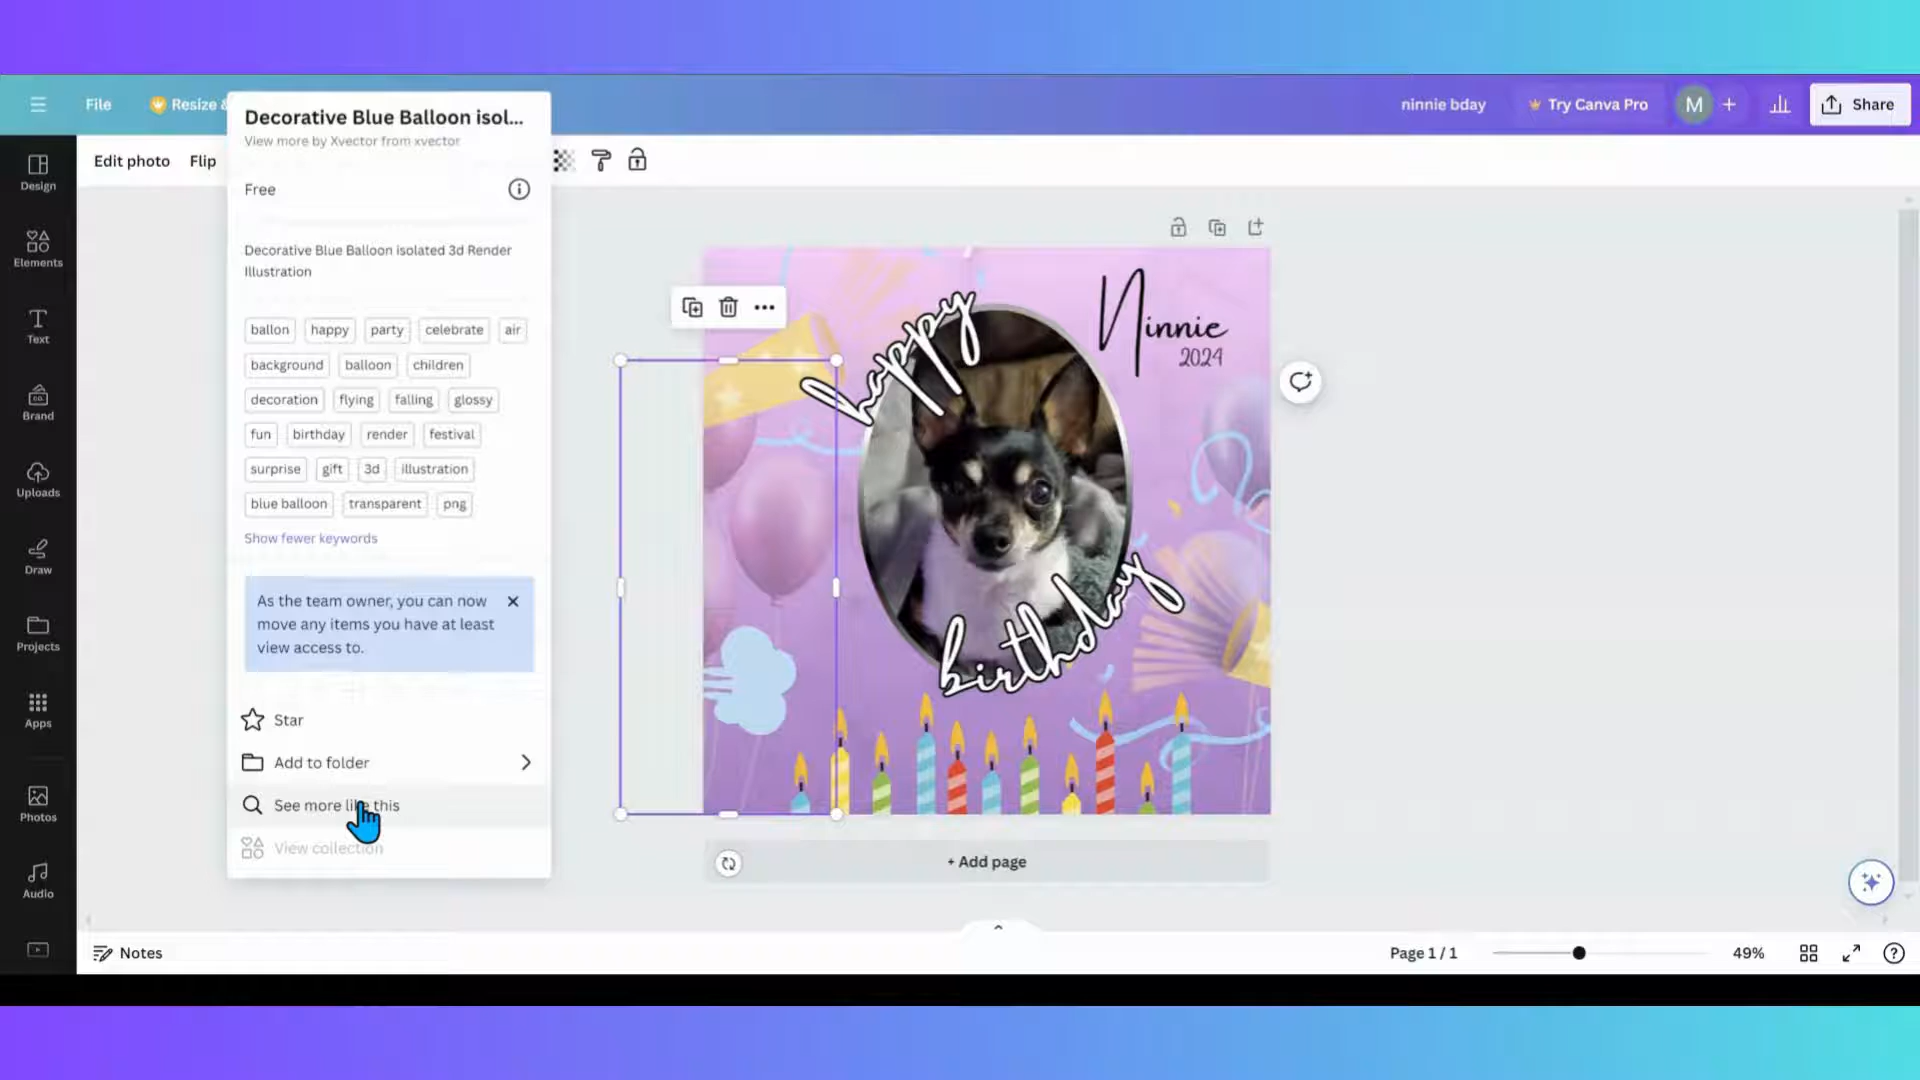 File
Resize &
ninnie bday
Try Canva Pro
M
Share
Edit photo
Flip
Design
Elements
Text
Brand
Uploads
Draw
Projects
Apps
Photos
Audio
Decorative Blue Balloon isol...
View more by Xvector from xvector
Free
Decorative Blue Balloon isolated 3d Render
Illustration
ballon happy party celebrate air
background balloon children
decoration flying falling glossy
fun birthday render festival
surprise gift 3d illustration
blue balloon transparent png
Show fewer keywords
As the team owner, you can now
move any items you have at least
view access to.
Star
Add to folder
See more like this
View collection
happy
Ninnie
2024
birthday
+ Add page
Notes
Page 1 / 1
49%